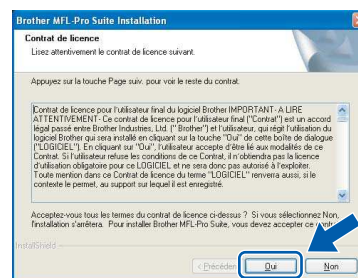 Brother MFL-Pro Suite Installation
Contrat de licence
Lisez attentivement le contrat de licence suivant.
Appuyez sur la touche Page suiv. pour voir le reste du contrat.
Contrat de licence pour l'utilisateur final du logiciel Brother IMPORTANT- A LIRE
ATTENTIVEMENT- Ce contrat de licence pour l'utilisateur final ("Contrat") est un accord
légal passé entre Brother Industries, Ltd. (" Brother") et l'utilisateur, qui régit l'utilisation du
logiciel Brother qui sera installé en cliquant sur la touche "Oui" de cette boîte de dialogue
("LOGICIEL"). En cliquant sur "Oui", l'utilisateur accepte d'être lié aux modalités de ce
Contrat. Si l'utilisateur refuse les conditions de ce Contrat, il n'obtiendra pas la licence
d'utilisation obligatoire pour ce LOGICIEL et ne sera donc pas autorisé à l'exploiter.
Toute mention dans ce Contrat de licence du terme "LOGICIEL" renverra aussi, si le
contexte le permet, au support sur lequel il est enregistré.
Acceptez-vous tous les termes du contrat de licence ci-dessus ? Si vous sélectionnez Non,
l'installation s'arrêtera. Pour installer Brother MFL-Pro Suite, vous devez accepter ce
InstallShield
< Précédent
Oui
Non